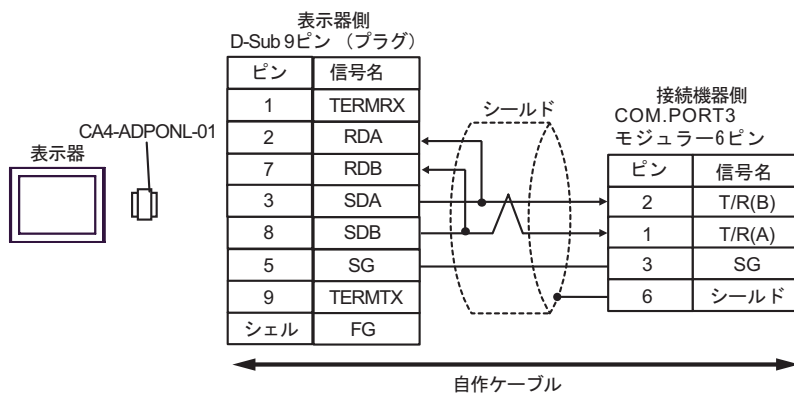 表示器側
D-Sub 9ピン （プラグ）
ピン 信号名
1 TERMRX
2 RDA
7 RDB
3 SDA
8 SDB
5 SG
9 TERMTX
シェル FG
CA4-ADPONL-01
表示器
シールド
接続機器側
COM.PORT3
モジュラー6ピン
ピン 信号名
2 T/R(B)
1 T/R(A)
3 SG
6 シールド
自作ケーブル